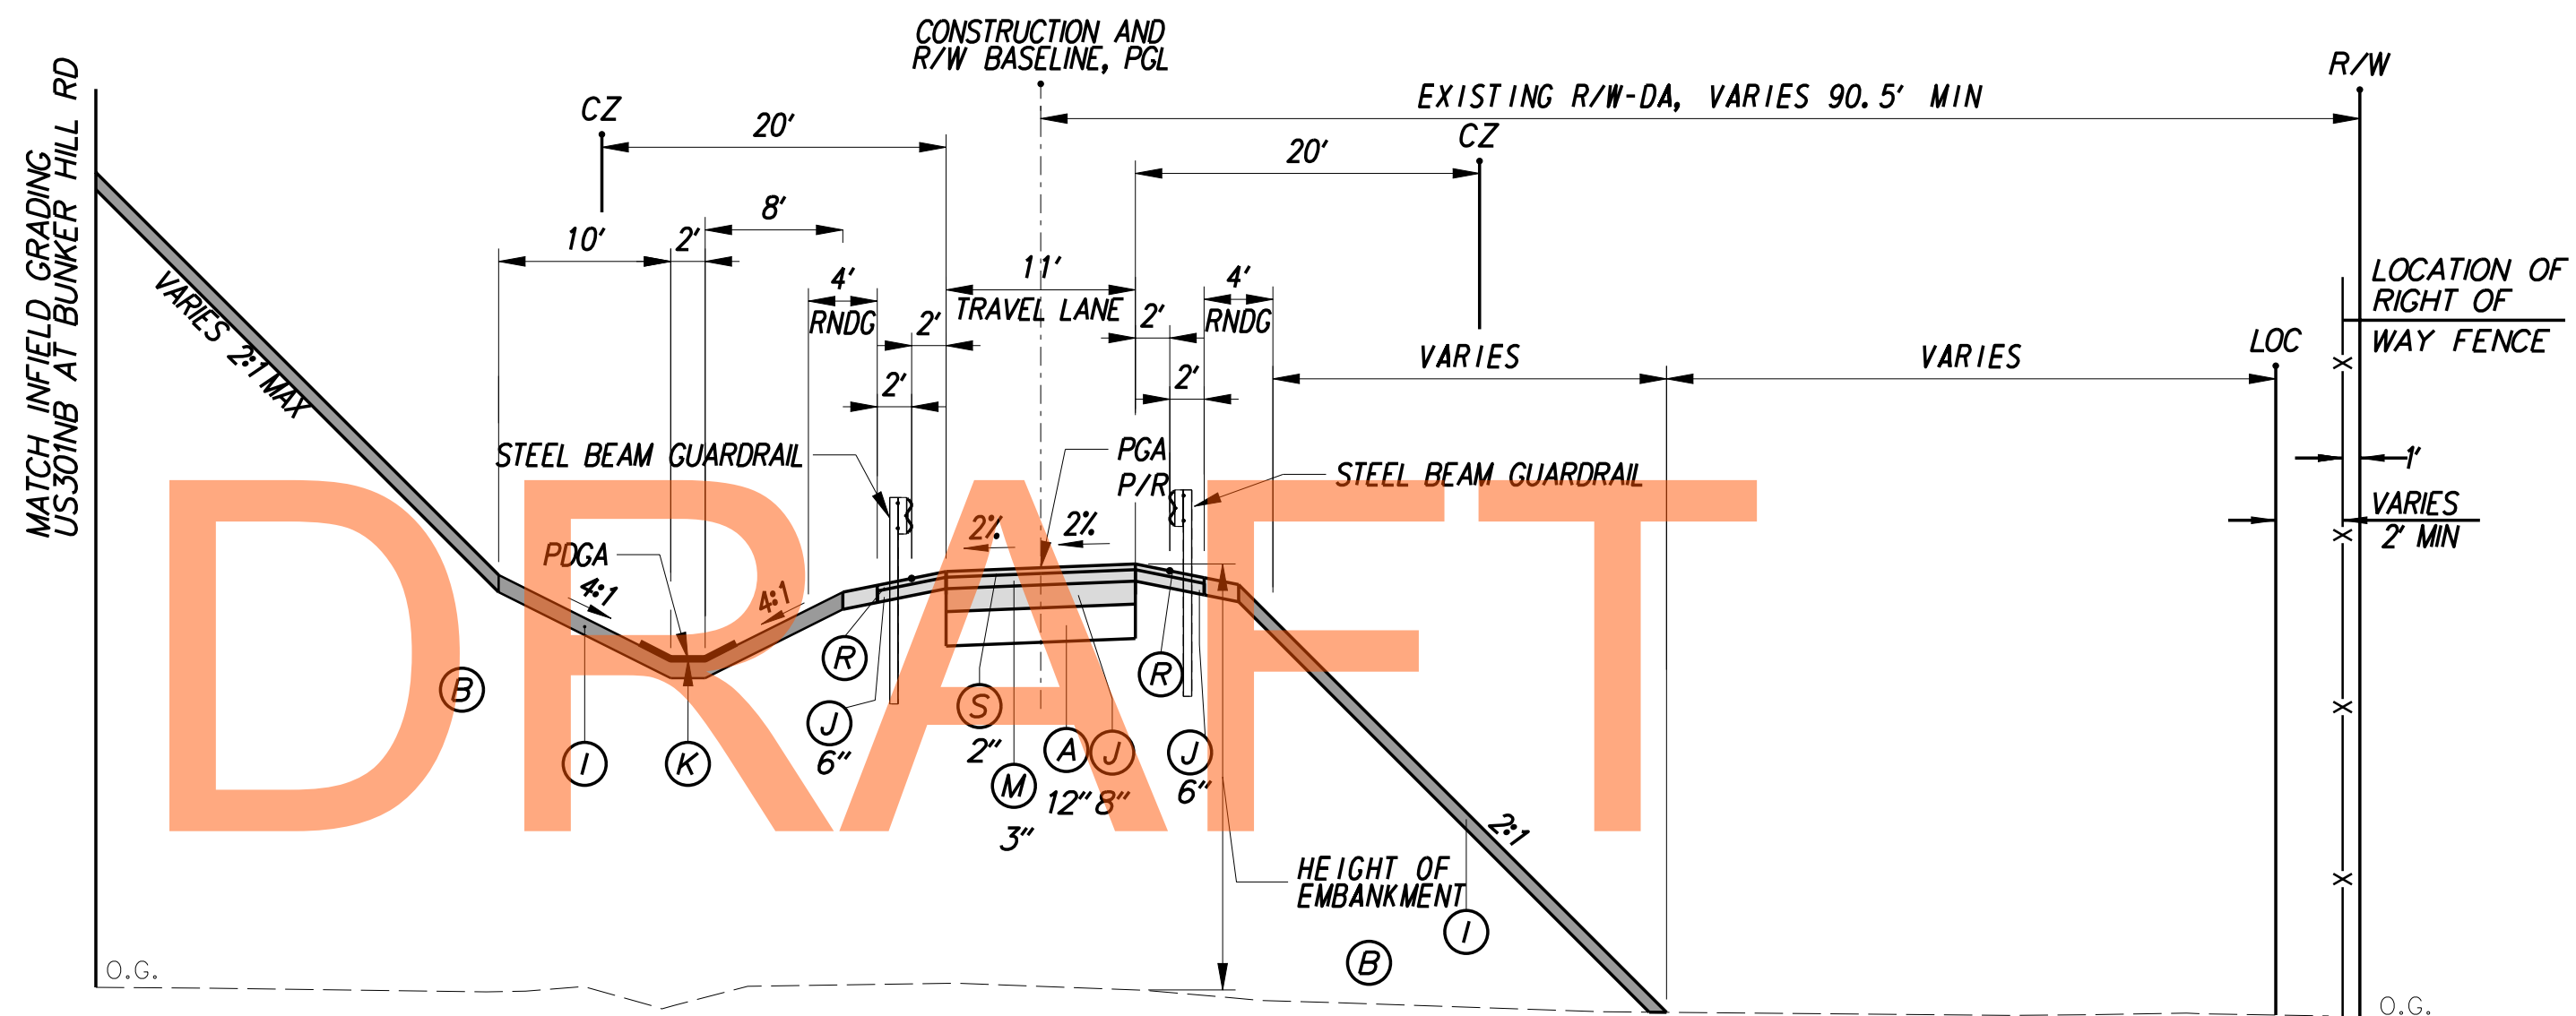 CONSTRUCTION AND
R/W BASELINE, PGL
R/W
EXISTING R/W-DA, VARIES 90.5' MIN
CZ
20'
CZ
20'
MATCH INFIELD GRADING
US301NB AT BUNKER HILL RD
8'
10'
2'
4'
RNDG
11'
TRAVEL LANE
2'
2'
4'
RNDG
2'
2'
VARIES
VARIES
LOC
LOCATION OF
RIGHT OF
WAY FENCE
VARIES 2:1 MAX
STEEL BEAM GUARDRAIL
PGA
P/R
STEEL BEAM GUARDRAIL
1'
VARIES
2' MIN
DRAFT
PDGA
4:1
4:1
2%
2%
R
R
B
J
6"
S
2"
A
12"
J
8"
J
6"
I
K
M
3"
2:1
HEIGHT OF
EMBANKMENT
I
B
O.G.
O.G.